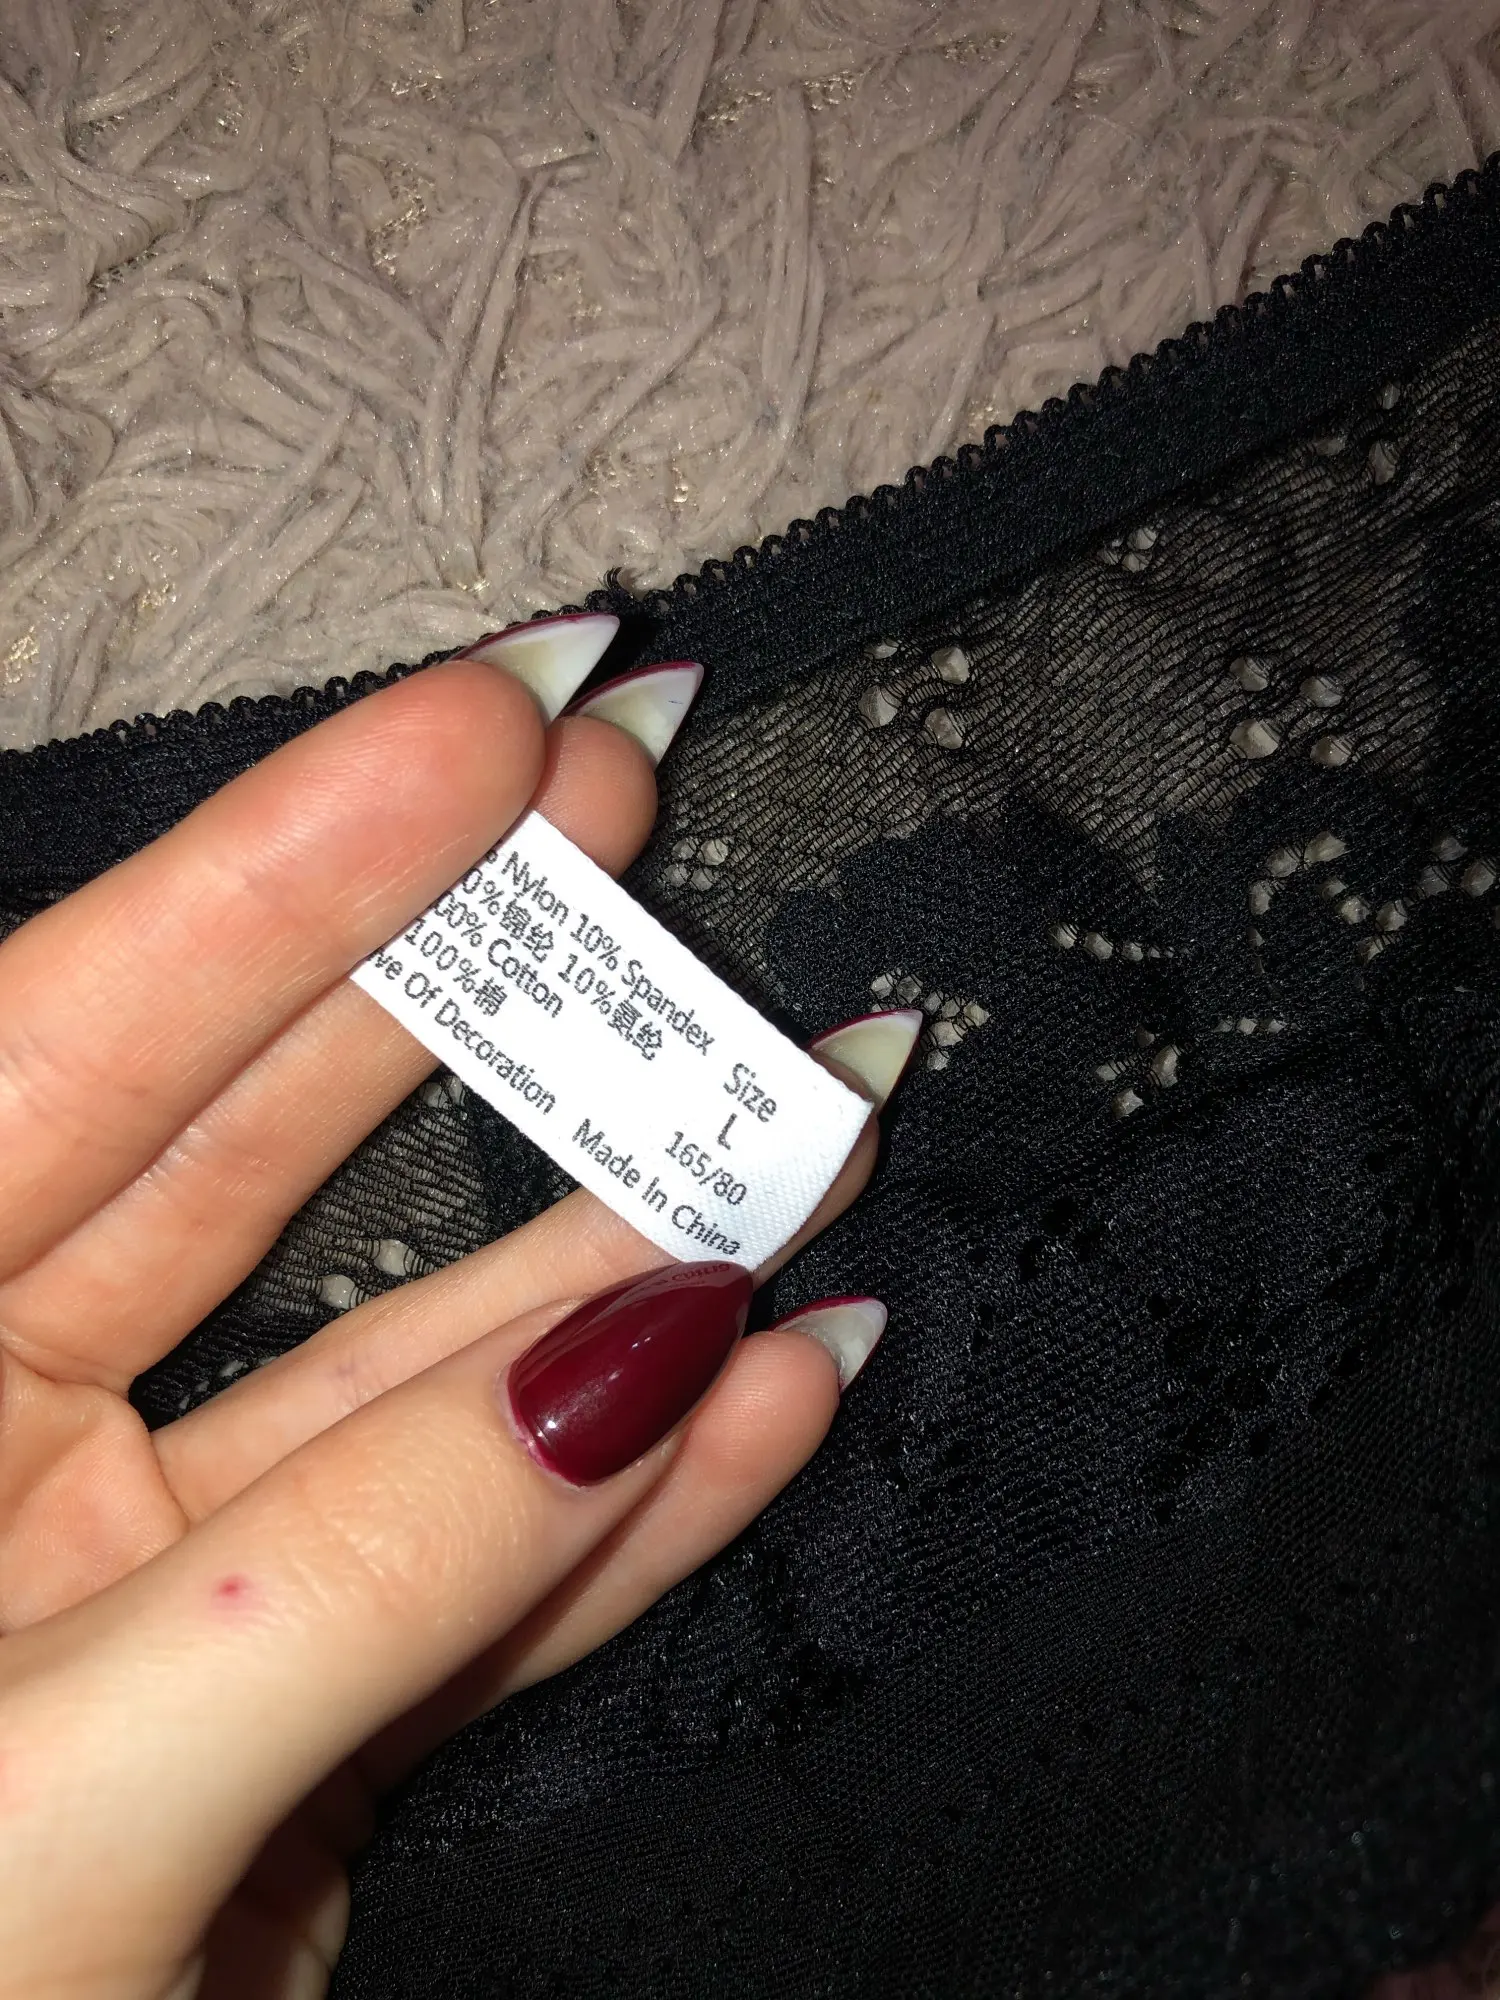 % Nylon 10% Spandex
0%锦纶 10%氨纶
00% Cotton
100%棉
ve Of Decoration
Size
L
165/80
Made In China